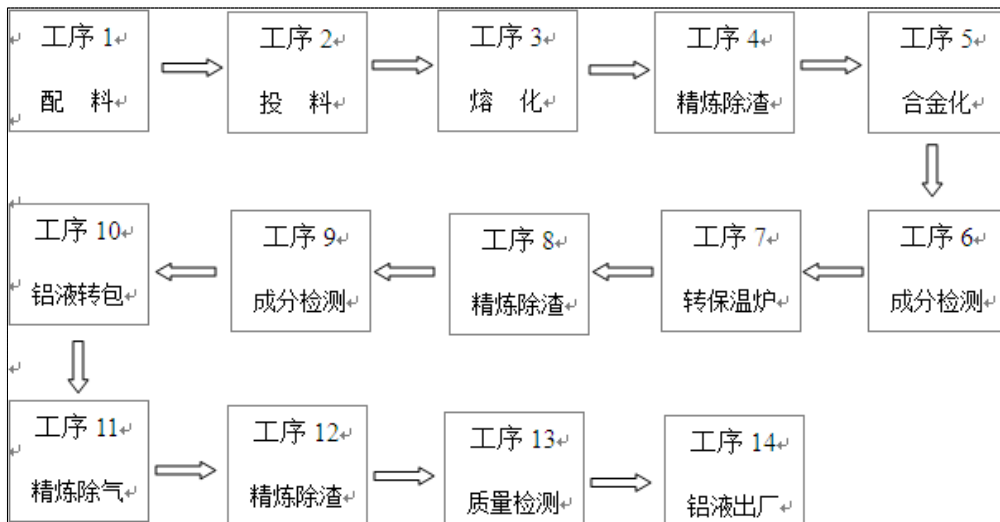 工序 1
配 料
工序 2
投 料
工序 3
熔 化
工序 4
精炼除渣
工序 5
合金化
工序 6
成分检测
工序 7
转保温炉
工序 8
精炼除渣
工序 9
成分检测
工序 10
铝液转包
工序 11
精炼除气
工序 12
精炼除渣
工序 13
质量检测
工序 14
铝液出厂